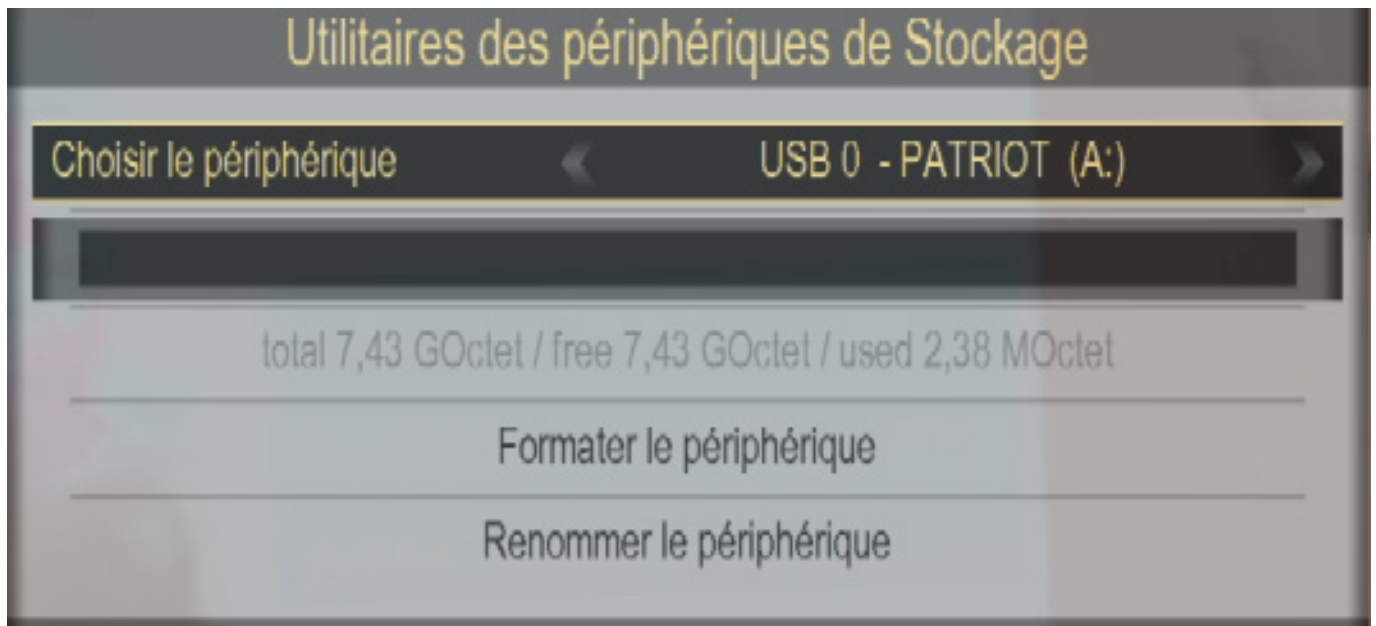 Utilitaires des périphériques de Stockage
Choisir le périphérique USB 0 - PATRIOT (A:)
total 7,43 GOctet / free 7,43 GOctet / used 2,38 MOctet
Formater le périphérique
Renommer le périphérique